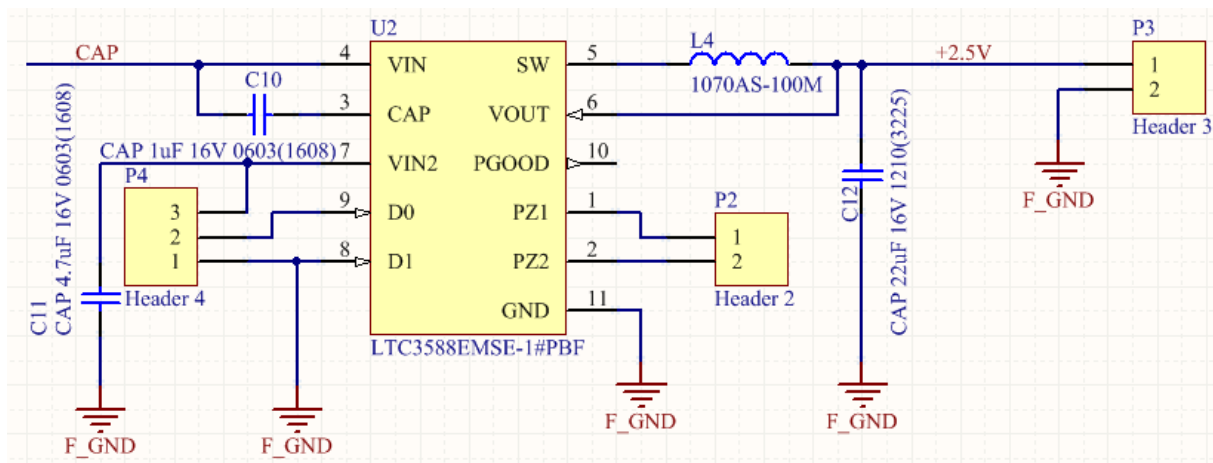 U2
P3
CAP
4
VIN
SW
5
L4
+2.5V
1
2
1070AS-100M
C10
3
CAP
VOUT
6
Header 3
CAP 1uF 16V 0603(1608)
7
VIN2
PGOOD
10
P4
3
2
1
9
D0
PZ1
1
P2
1
2
8
D1
PZ2
2
Header 4
Header 2
GND
11
C11
CAP 4.7uF 16V 0603(1608)
C12
CAP 22uF 16V 1210(3225)
LTC3588EMSE-1#PBF
F_GND
F_GND
F_GND
F_GND
F_GND